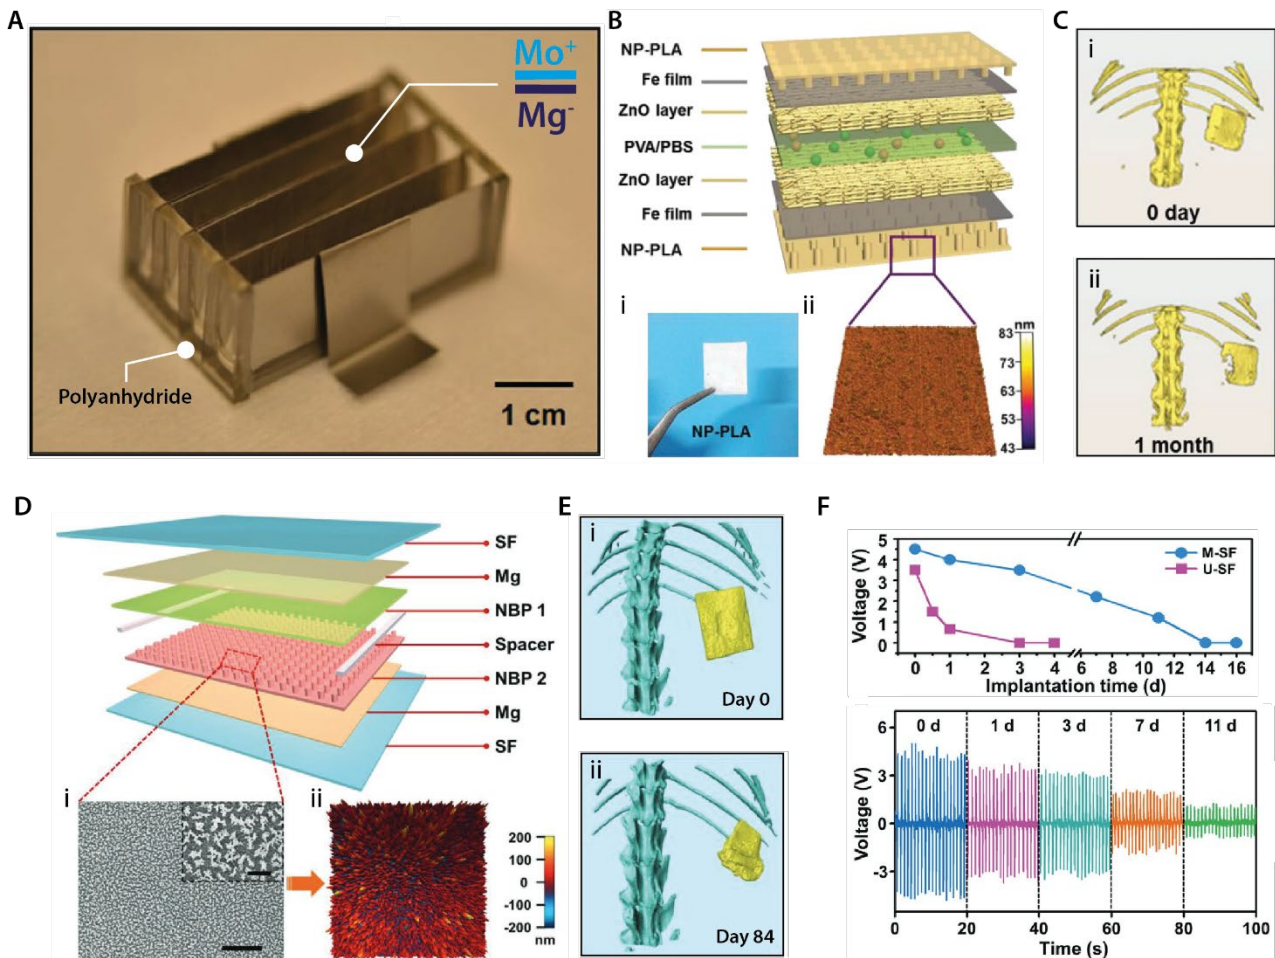 A
Mo⁺
Mg⁻
Polyanhydride
1 cm
B
NP-PLA
Fe film
ZnO layer
PVA/PBS
ZnO layer
Fe film
NP-PLA
i
NP-PLA
ii
nm
83
73
63
53
43
C
i
0 day
ii
1 month
D
SF
Mg
NBP 1
Spacer
NBP 2
Mg
SF
i
ii
200
100
0
-100
-200
nm
E
i
Day 0
ii
Day 84
F
Voltage (V)
5
4
3
2
1
0
M-SF
U-SF
0 1 2 3 4 6 8 10 12 14 16
Implantation time (d)
Voltage (V)
6
3
0
-3
0 d 1 d 3 d 7 d 11 d
0 20 40 60 80 100
Time (s)